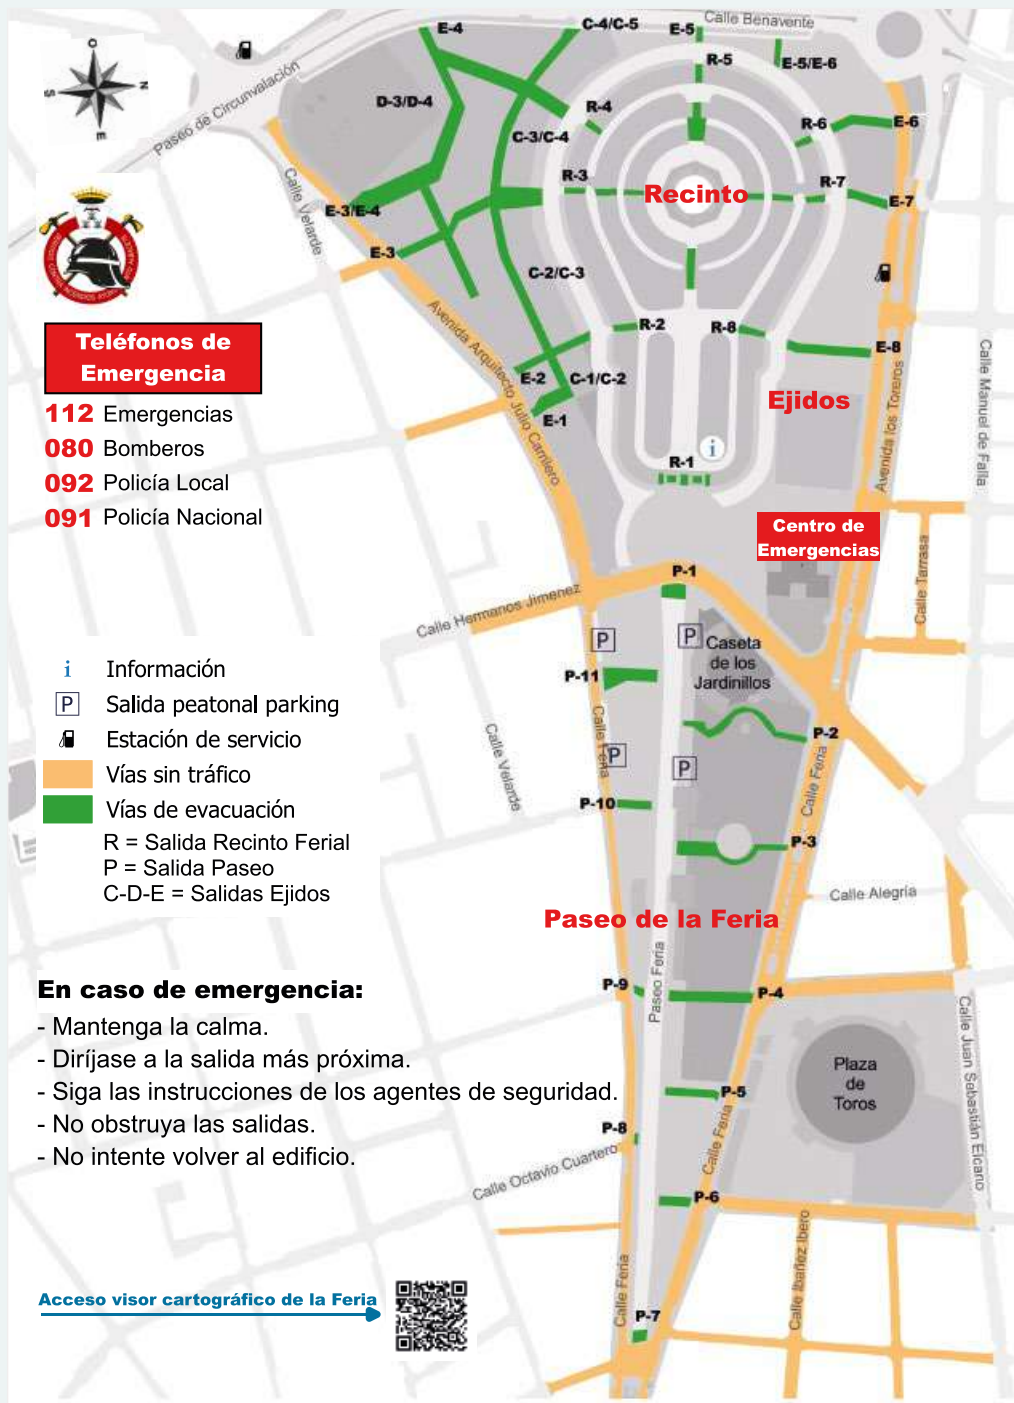 E-4
C-4/C-5
E-5
Calle Benavente
R-5
E-5/E-6
O
N
S
E
Paseo de Circunvalación
D-3/D-4
R-4
C-3/C-4
R-6
E-6
Calle Velarde
R-3
Recinto
R-7
E-7
E-3/E-4
E-3
C-2/C-3
Avenida Arquitecto Julio Carrilero
R-2
R-8
E-8
Teléfonos de
Emergencia
112 Emergencias
080 Bomberos
092 Policía Local
091 Policía Nacional
E-2
C-1/C-2
E-1
Ejidos
Avenida los Toreros
Calle Manuel de Falla
i
R-1
Centro de
Emergencias
Calle Tarrasa
P-1
Calle Hermanos Jimenez
P
P
Caseta
de los
Jardinillos
P-11
Calle Feria
P-2
Calle Velarde
P
P
Calle Feria
P-10
P-3
Calle Alegría
i Información
P Salida peatonal parking
Estación de servicio
Vías sin tráfico
Vías de evacuación
R = Salida Recinto Ferial
P = Salida Paseo
C-D-E = Salidas Ejidos
Paseo de la Feria
Paseo Feria
P-9
P-4
Calle Juan Sebastián Elcano
Plaza
de
Toros
P-5
P-8
Calle Feria
Calle Octavio Cuartero
P-6
Calle Ibañez Ibero
Calle Feria
P-7
En caso de emergencia:
- Mantenga la calma.
- Diríjase a la salida más próxima.
- Siga las instrucciones de los agentes de seguridad.
- No obstruya las salidas.
- No intente volver al edificio.
Acceso visor cartográfico de la Feria